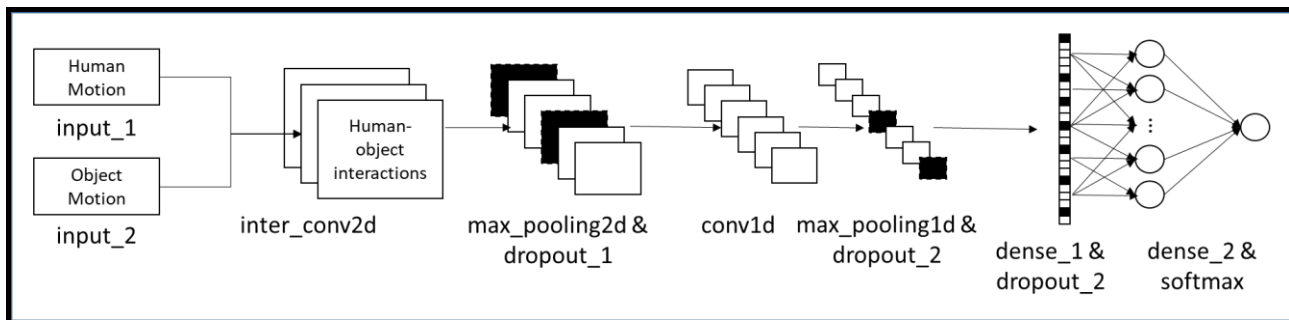 Human
Motion
input_1
Object
Motion
input_2
Human-
object
interactions
inter_conv2d
max_pooling2d &
dropout_1
conv1d
max_pooling1d &
dropout_2
...
dense_1 &
dropout_2
dense_2 &
softmax